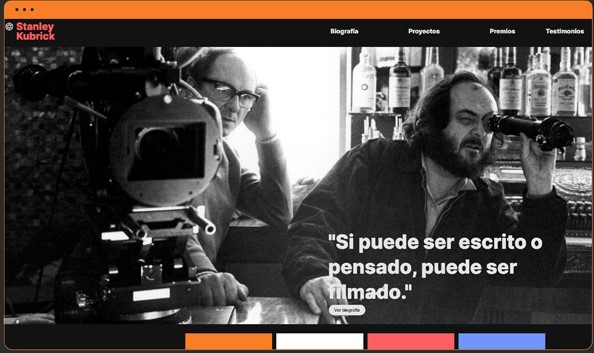 Stanley
Kubrick
Biografía
Proyectos
Premios
Testimonios
"Si puede ser escrito o
pensado, puede ser
filmado."
Ver biografía